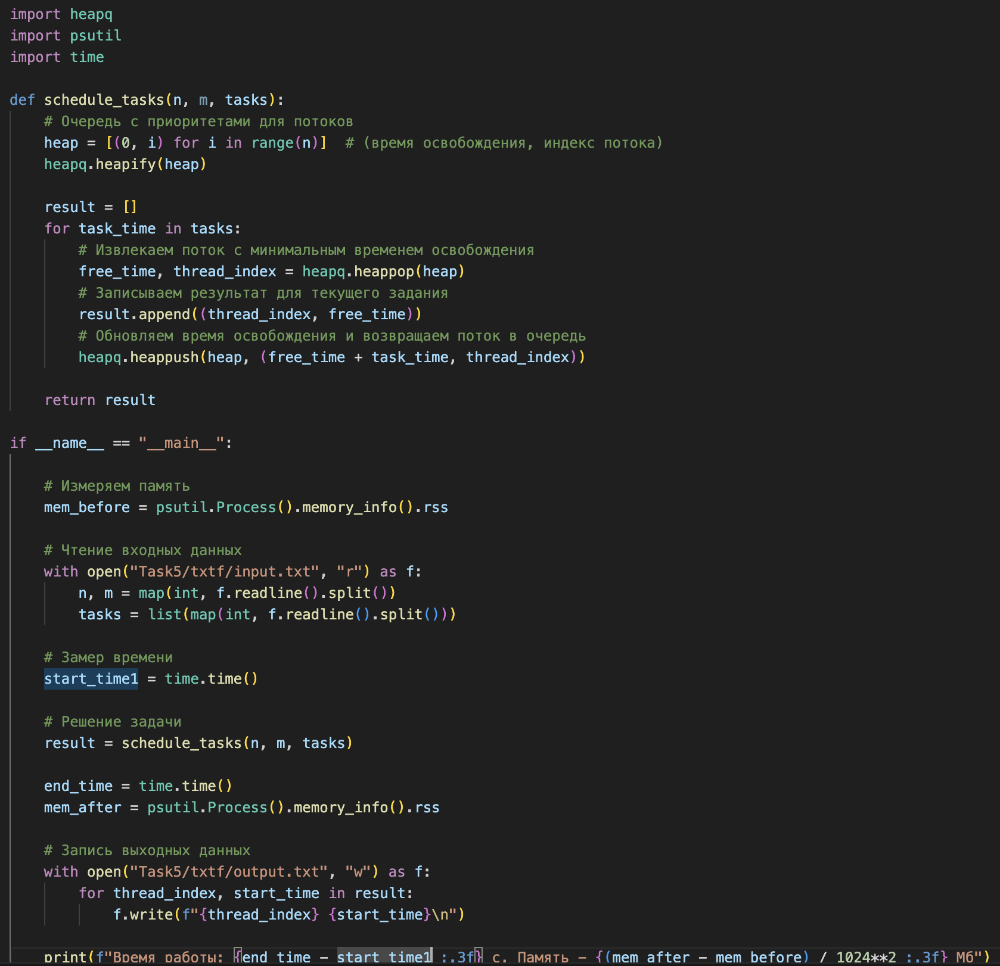 import heapq
import psutil
import time

def schedule_tasks(n, m, tasks):
    # Очередь с приоритетами для потоков
    heap = [(0, i) for i in range(n)]  # (время освобождения, индекс потока)
    heapq.heapify(heap)

    result = []
    for task_time in tasks:
        # Извлекаем поток с минимальным временем освобождения
        free_time, thread_index = heapq.heappop(heap)
        # Записываем результат для текущего задания
        result.append((thread_index, free_time))
        # Обновляем время освобождения и возвращаем поток в очередь
        heapq.heappush(heap, (free_time + task_time, thread_index))

    return result

if __name__ == "__main__":

    # Измеряем память
    mem_before = psutil.Process().memory_info().rss

    # Чтение входных данных
    with open("Task5/txtf/input.txt", "r") as f:
        n, m = map(int, f.readline().split())
        tasks = list(map(int, f.readline().split()))

    # Замер времени
    start_time1 = time.time()

    # Решение задачи
    result = schedule_tasks(n, m, tasks)

    end_time = time.time()
    mem_after = psutil.Process().memory_info().rss

    # Запись выходных данных
    with open("Task5/txtf/output.txt", "w") as f:
        for thread_index, start_time in result:
            f.write(f"{thread_index} {start_time}\n")

    print(f"Время работы: {end_time - start_time1 :.3f} с. Память – {(mem_after - mem_before) / 1024**2 :.3f} Мб")